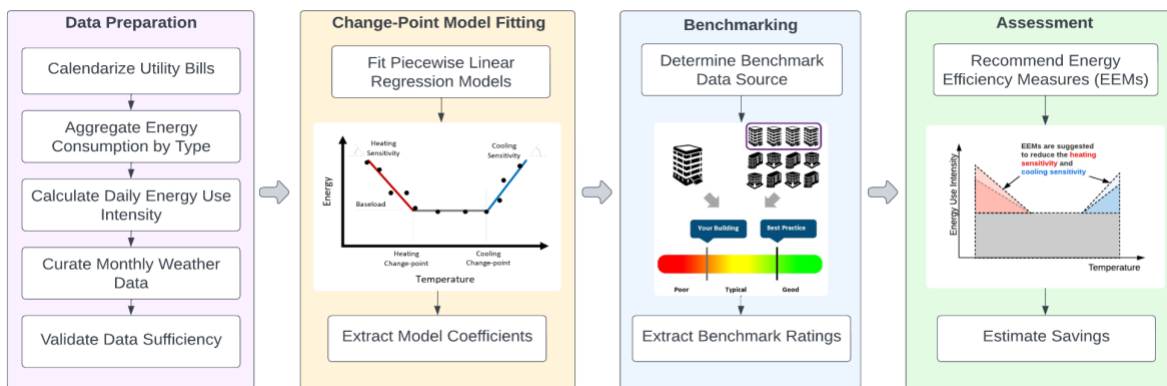 Data Preparation
Calendarize Utility Bills
Aggregate Energy
Consumption by Type
Calculate Daily Energy Use
Intensity
Curate Monthly Weather
Data
Validate Data Sufficiency
Change-Point Model Fitting
Fit Piecewise Linear
Regression Models
Heating
Sensitivity
Cooling
Sensitivity
Energy
Baseload
Heating
Change-point
Cooling
Change-point
Temperature
Extract Model Coefficients
Benchmarking
Determine Benchmark
Data Source
Your Building
Best Practice
Poor
Typical
Good
Extract Benchmark Ratings
Assessment
Recommend Energy
Efficiency Measures (EEMs)
EEMs are suggested
to reduce the heating
sensitivity and
cooling sensitivity
Energy Use Intensity
Temperature
Estimate Savings